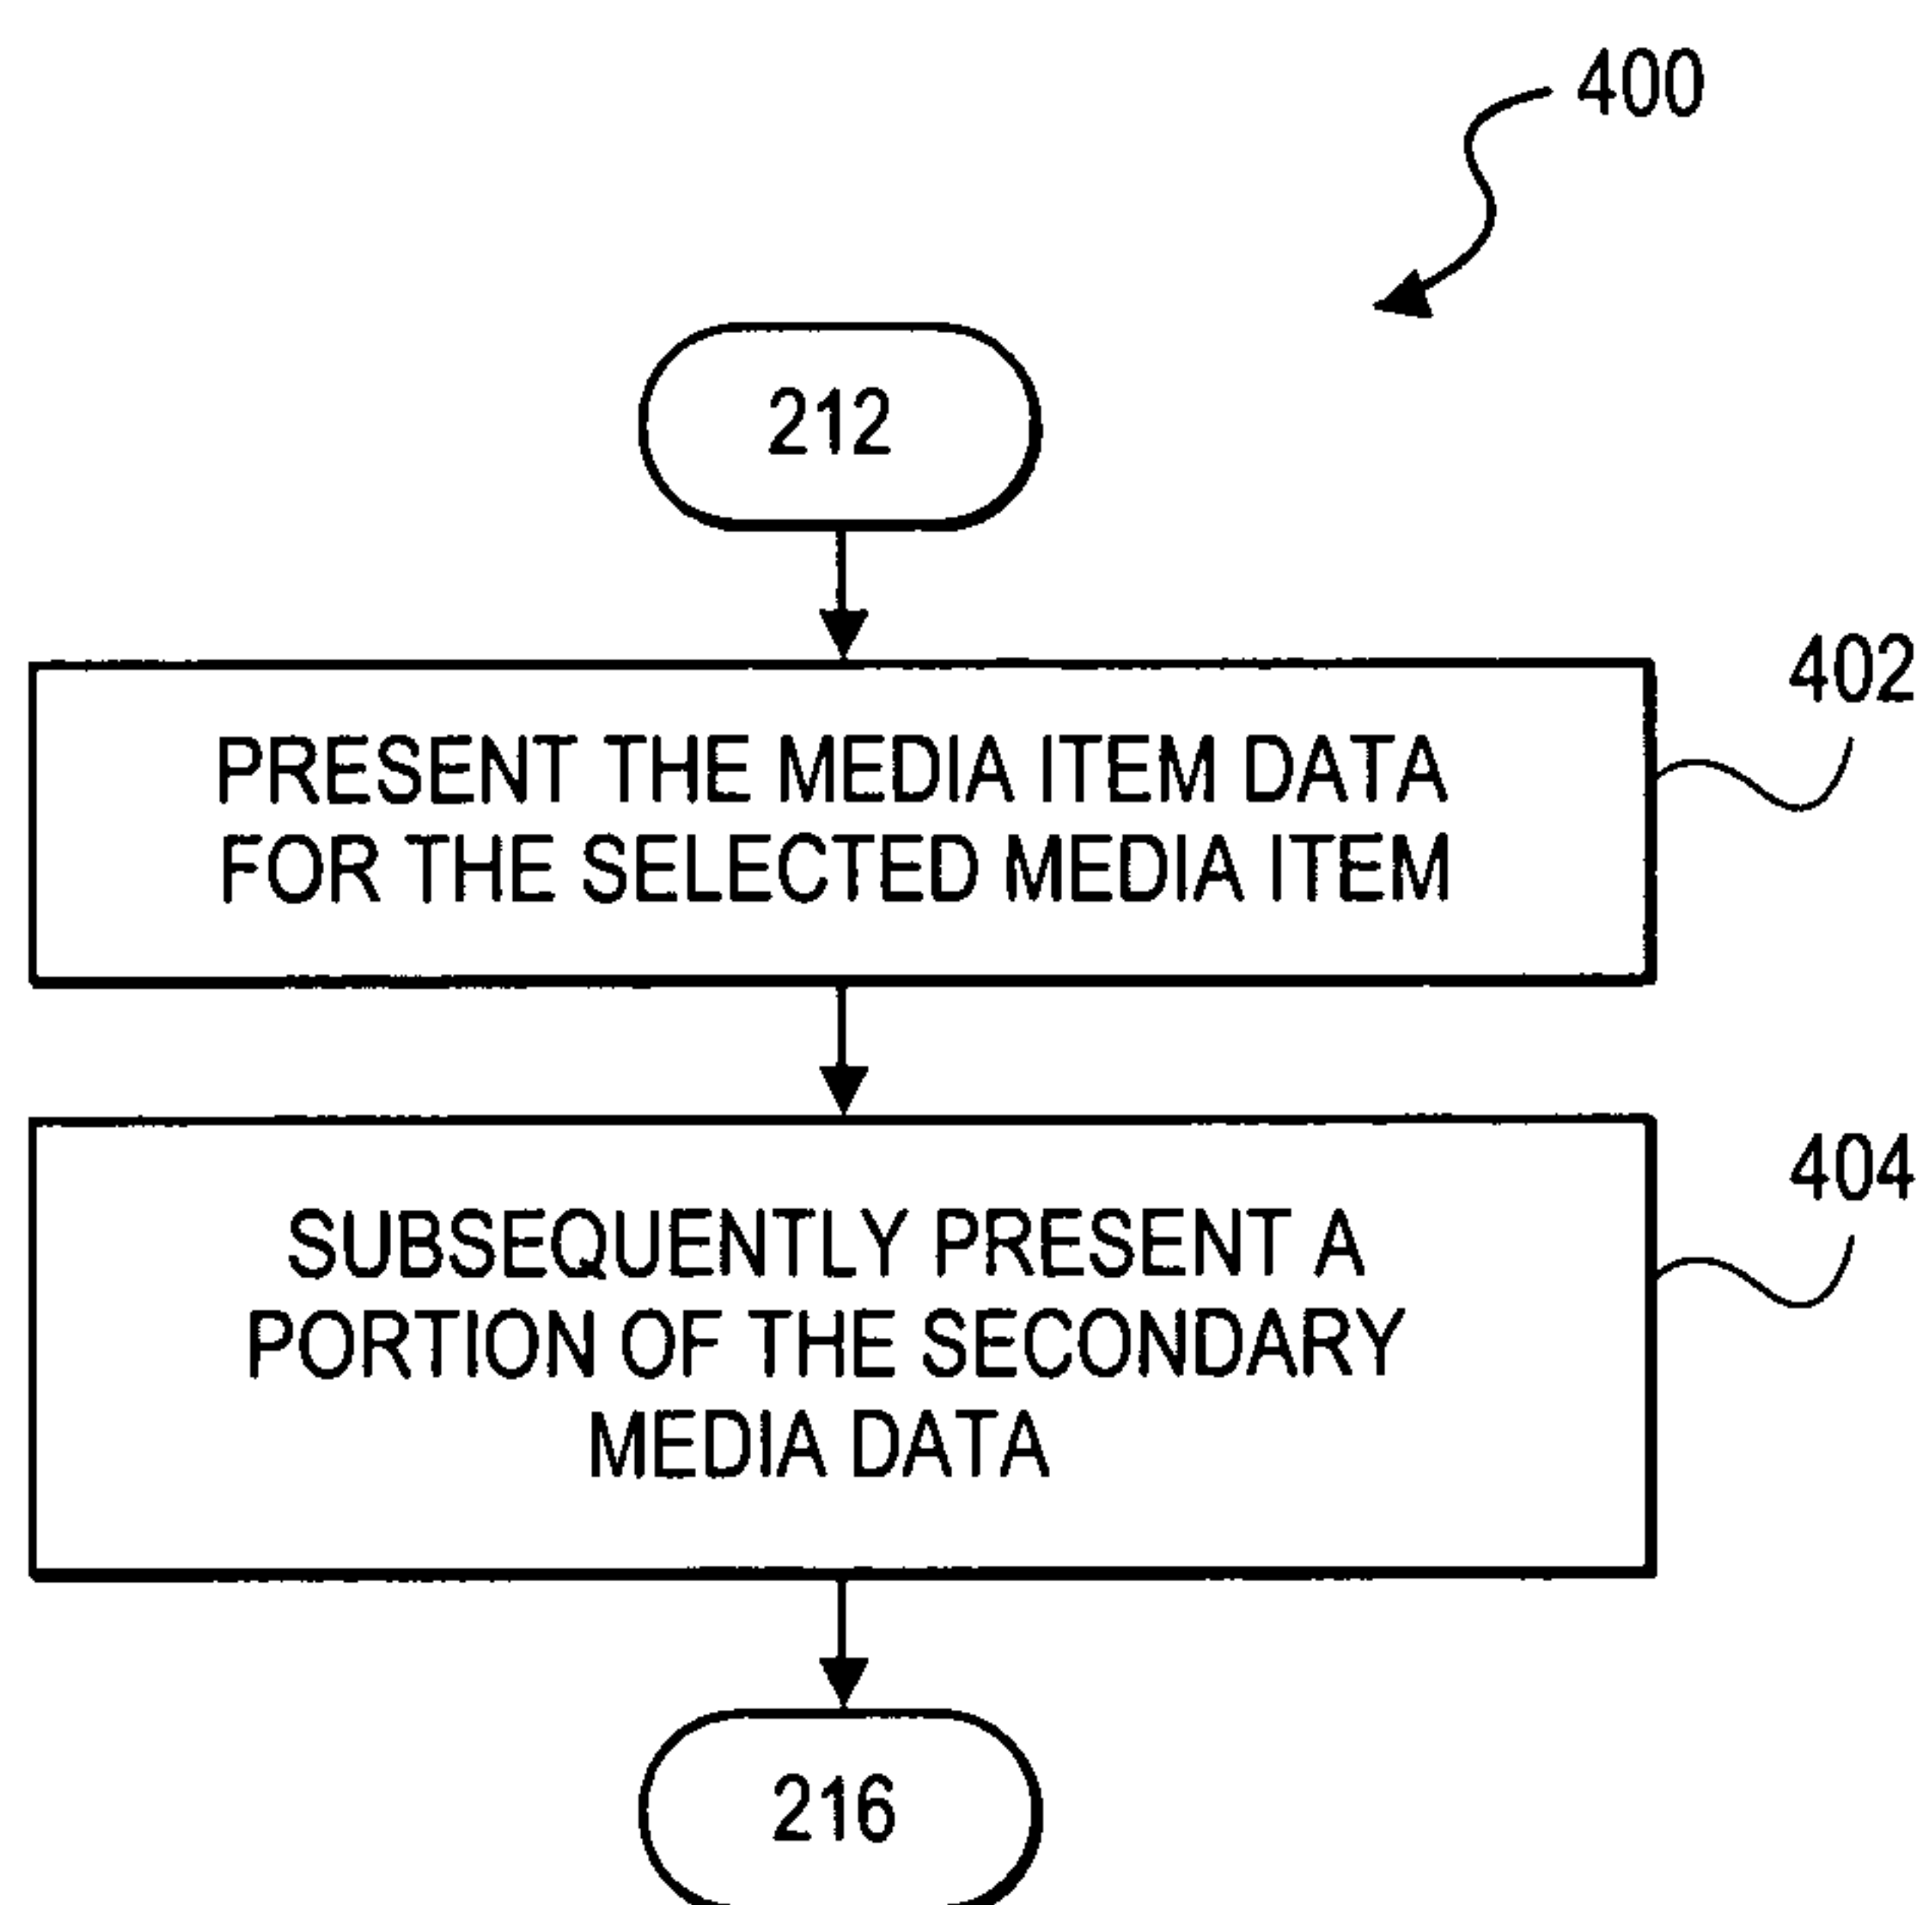 400
212
402
PRESENT THE MEDIA ITEM DATA
FOR THE SELECTED MEDIA ITEM
404
SUBSEQUENTLY PRESENT A
PORTION OF THE SECONDARY
MEDIA DATA
216